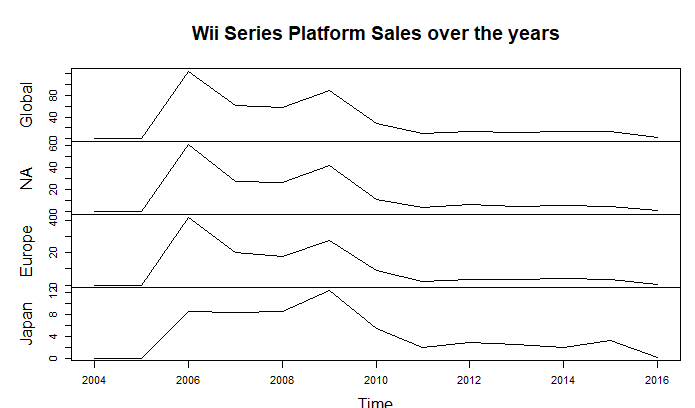 Wii Series Platform Sales over the years
Global
80
40
0
NA
60
40
20
0
Europe
40
20
0
Japan
12
8
4
0
2004 2006 2008 2010 2012 2014 2016
Time